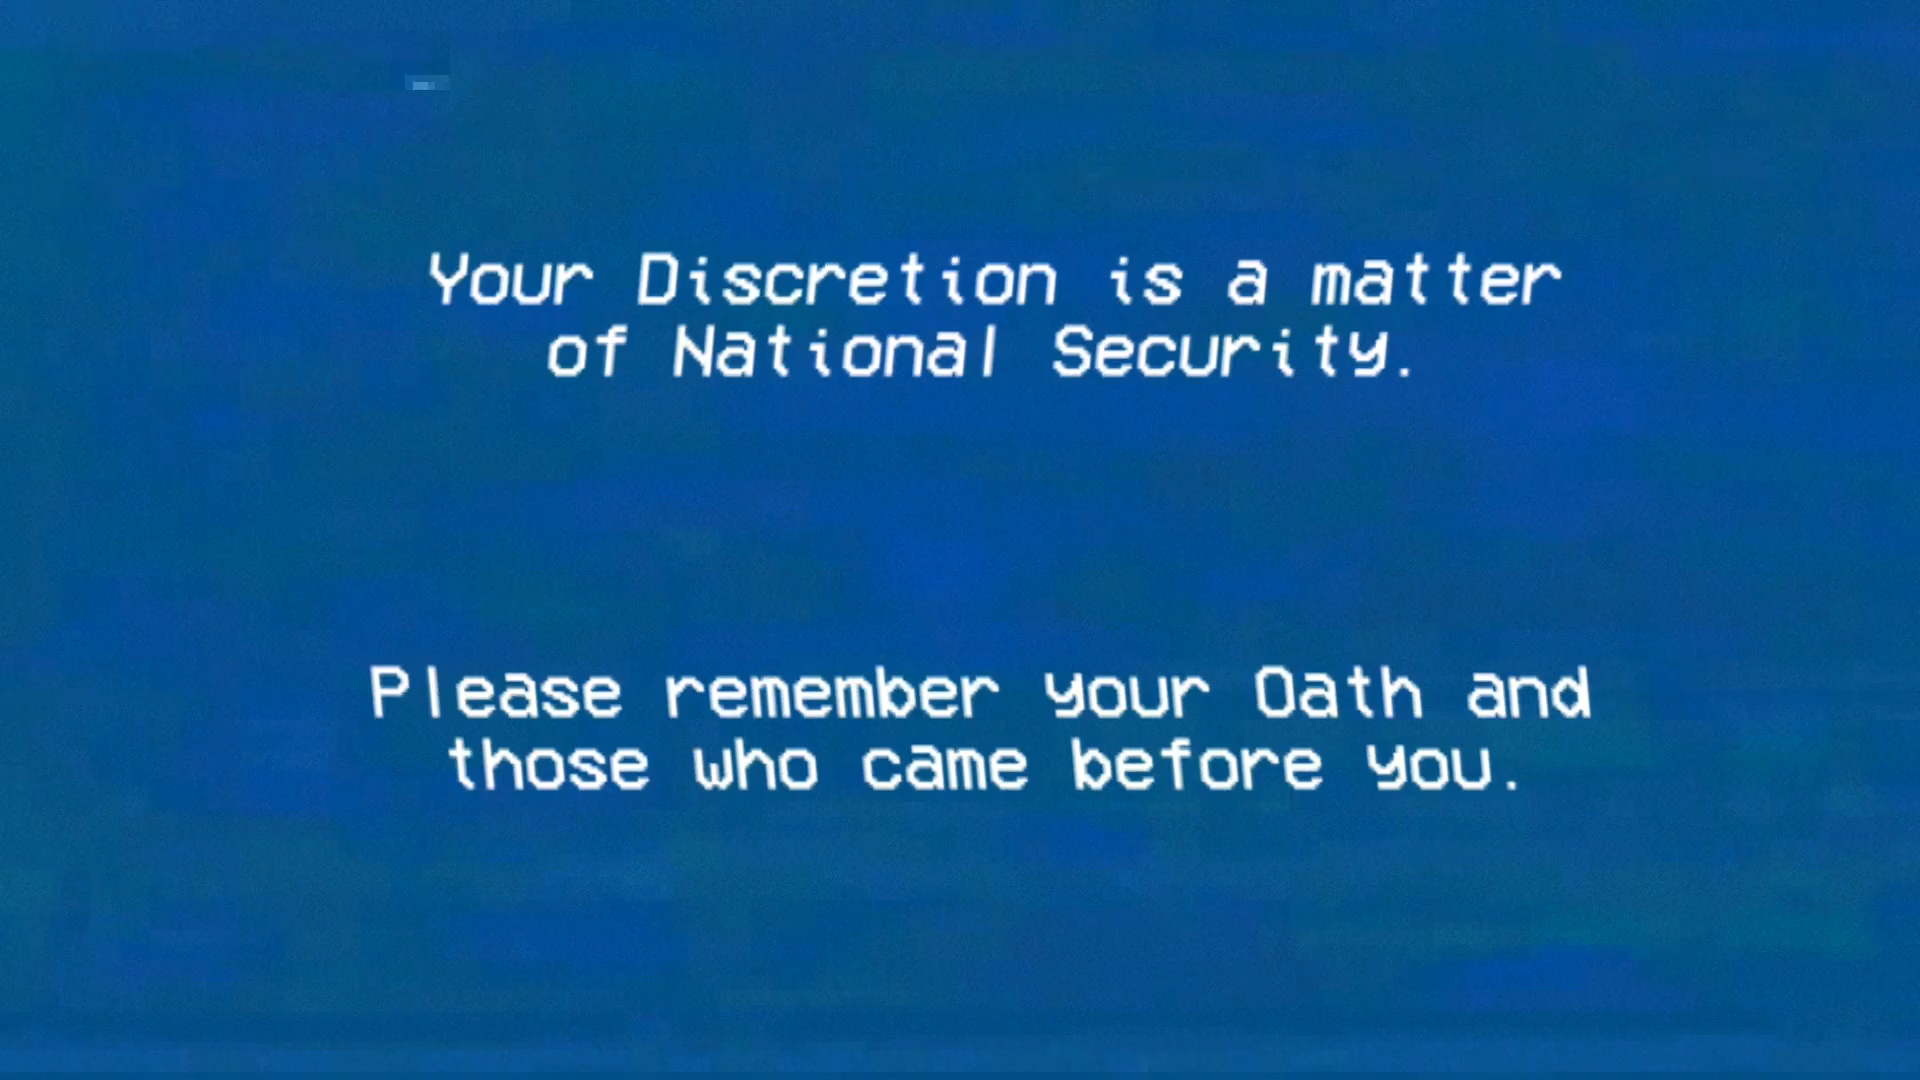 Your Discretion is a matter
of National Security.
Please remember your Oath and
those who came before you.